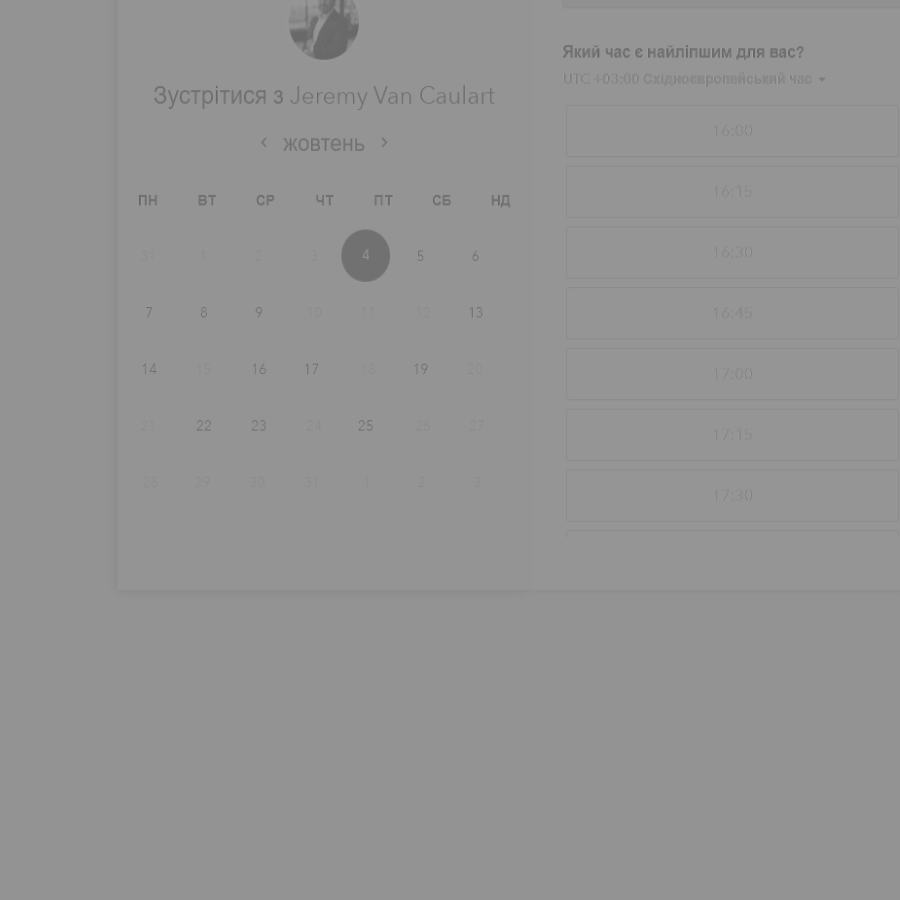 Зустрітися з Jeremy Van Caulart
‹ жовтень ›
ПН ВТ СР ЧТ ПТ СБ НД
31 1 2 3 4 5 6
7 8 9 10 11 12 13
14 15 16 17 18 19 20
21 22 23 24 25 26 27
28 29 30 31 1 2 3
Який час є найліпшим для вас?
UTC +03:00 Східноєвропейський час
16:00
16:15
16:30
16:45
17:00
17:15
17:30